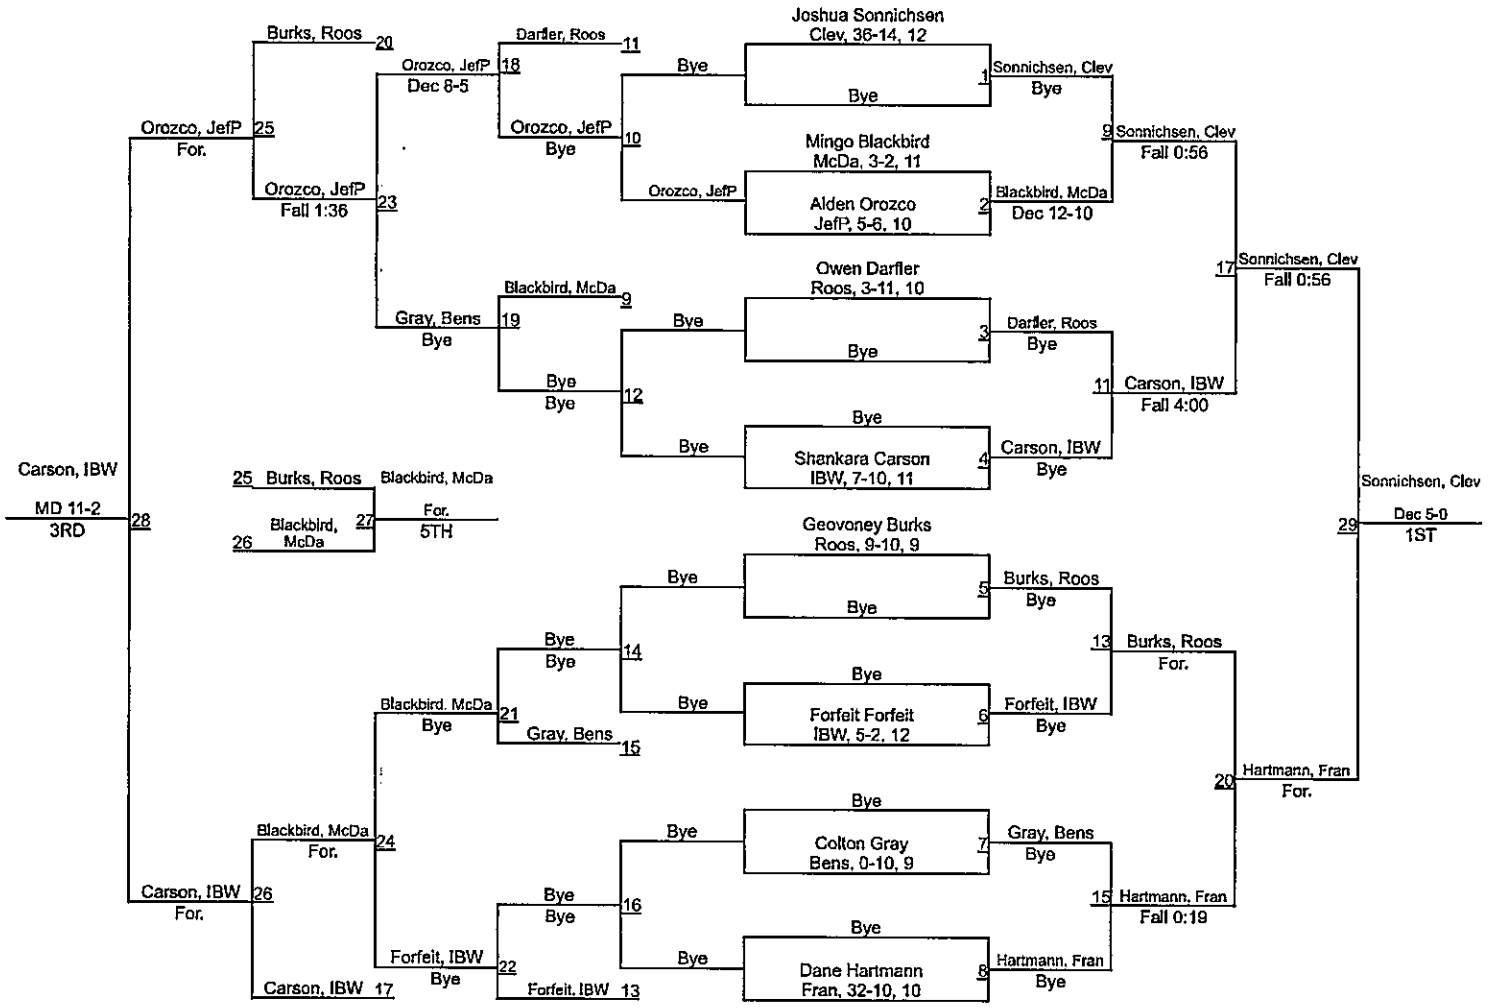 Joshua Sonnichsen
Clev, 36-14, 12
Bye
Bye
1
Sonnichsen, Clev
Bye
Mingo Blackbird
McDa, 3-2, 11
Orozco, JefP
Alden Orozco
JefP, 5-6, 10
2
Blackbird, McDa
Dec 12-10
9
Sonnichsen, Clev
Fall 0:56
Owen Darfler
Roos, 3-11, 10
Bye
Bye
3
Darfler, Roos
Bye
Bye
Bye
Shankara Carson
IBW, 7-10, 11
4
Carson, IBW
Bye
11
Carson, IBW
Fall 4:00
17
Sonnichsen, Clev
Fall 0:56
Geovoney Burks
Roos, 9-10, 9
Bye
Bye
5
Burks, Roos
Bye
Bye
Bye
Forfeit Forfeit
IBW, 5-2, 12
6
Forfeit, IBW
Bye
13
Burks, Roos
For.
Bye
Bye
Colton Gray
Bens, 0-10, 9
7
Gray, Bens
Bye
Bye
Bye
Dane Hartmann
Fran, 32-10, 10
8
Hartmann, Fran
Bye
15
Hartmann, Fran
Fall 0:19
20
Hartmann, Fran
For.
29
Sonnichsen, Clev
Dec 5-0
1ST
Darfler, Roos
11
10
Orozco, JefP
Bye
18
Orozco, JefP
Dec 8-5
Blackbird, McDa
9
12
Bye
Bye
19
Gray, Bens
Bye
23
Orozco, JefP
Fall 1:36
Burks, Roos
20
25
Orozco, JefP
For.
14
Bye
Bye
Gray, Bens
15
21
Blackbird, McDa
Bye
16
Bye
Bye
Forfeit, IBW
13
22
Forfeit, IBW
Bye
24
Blackbird, McDa
For.
Carson, IBW
17
26
Carson, IBW
For.
28
Carson, IBW
MD 11-2
3RD
25
Burks, Roos
26
Blackbird,
McDa
27
Blackbird, McDa
For.
5TH